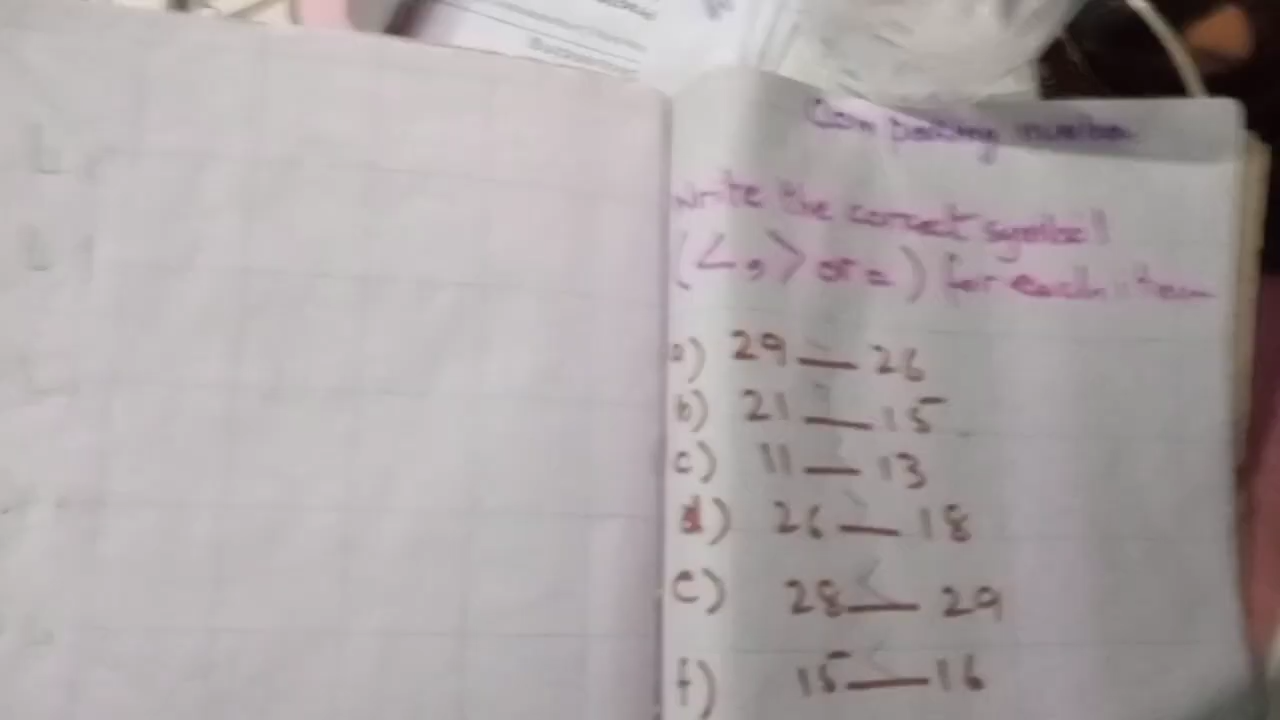 Comparing number
Write the correct symbol
(<,> or =) for each item
a) 29 __ 26
b) 21 __ 15
c) 11 __ 13
d) 26 __ 18
e) 28 __ 29
f) 15 __ 16